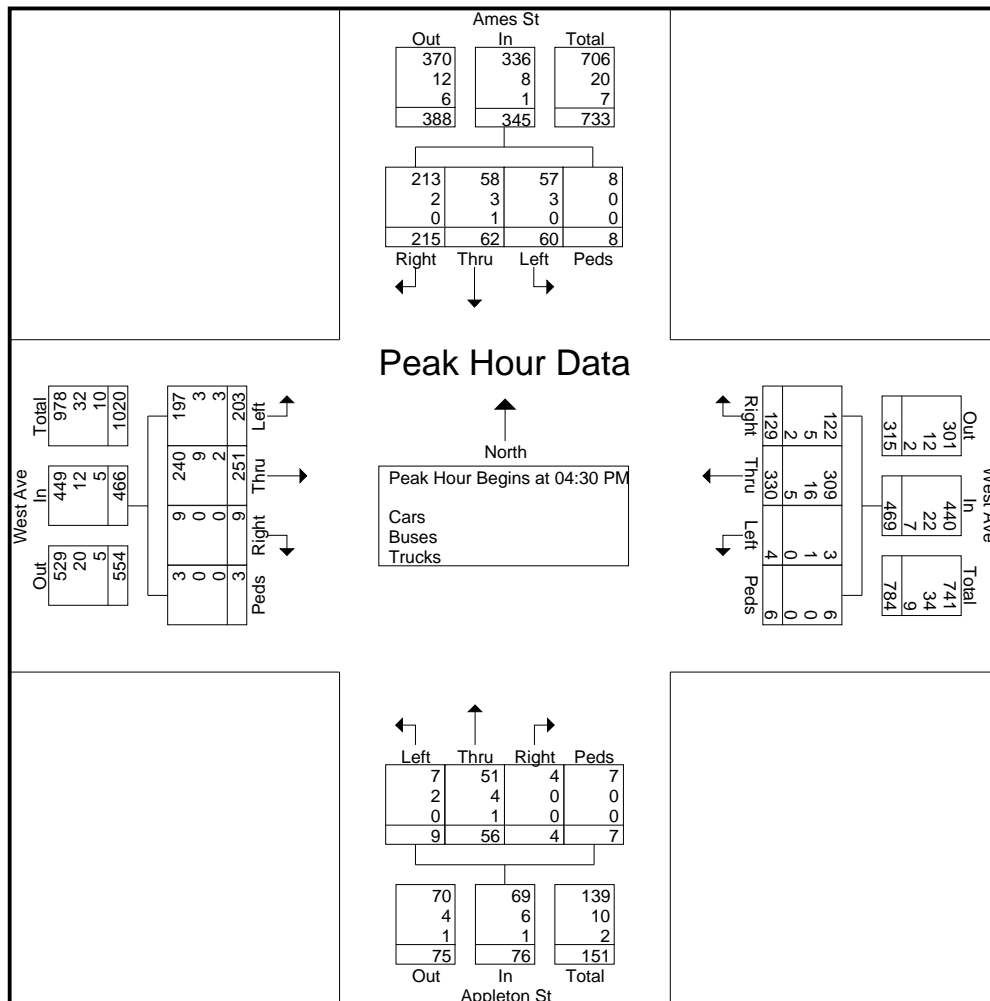 Ames St
Out In Total
370 336 706
12 8 20
6 1 7
388 345 733
213 58 57 8
2 3 3 0
0 1 0 0
215 62 60 8
Right Thru Left Peds
Peak Hour Data
North
Peak Hour Begins at 04:30 PM
Cars
Buses
Trucks
West Ave
Out In Total
529 449 978
20 12 32
5 5 10
554 466 1020
9 240 197
3 9 240 197
0 0 9 3
0 0 2 3
3 9 251 203
Peds Right Thru Left
West Ave
Out In Total
301 440 741
12 22 34
2 7 9
315 469 784
122 309 3 6
5 16 1 0
2 5 0 0
129 330 4 6
Right Thru Left Peds
Left Thru Right Peds
7 51 4 7
2 4 0 0
0 1 0 0
9 56 4 7
70 69 139
4 6 10
1 1 2
75 76 151
Out In Total
Appleton St